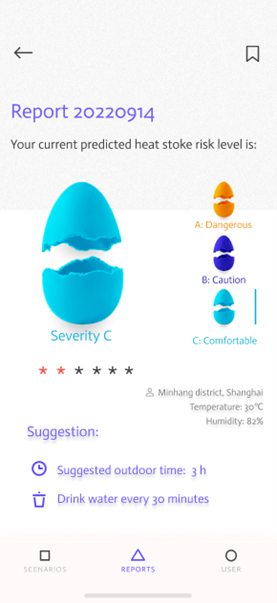 Report 20220914
Your current predicted heat stoke risk level is:
A: Dangerous
B: Caution
C: Comfortable
Severity C
* * * * * *
Minhang district, Shanghai
Temperature: 30℃
Humidity: 82%
Suggestion:
Suggested outdoor time: 3 h
Drink water every 30 minutes
SCENARIOS
REPORTS
USER